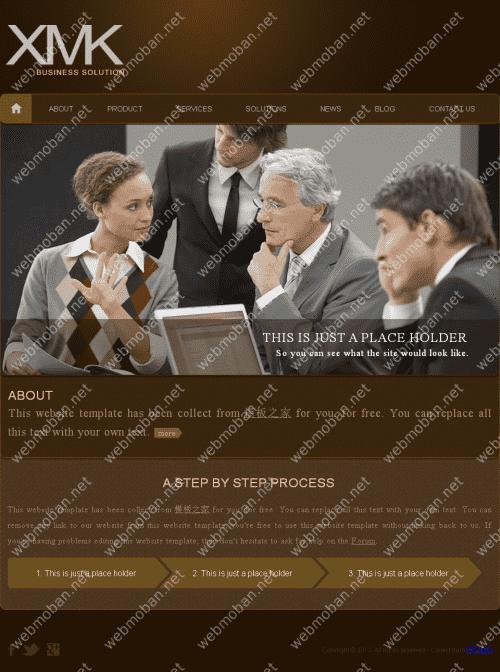 XMK
BUSINESS SOLUTION
ABOUT PRODUCT SERVICES SOLUTIONS NEWS BLOG CONTACT US
THIS IS JUST A PLACE HOLDER
So you can see what the site would look like.
ABOUT
This website template has been collect from 模板之家 for you for free. You can replace all
this text with your own text. more
A STEP BY STEP PROCESS
This website template has been collect from 模板之家 for you for free. You can replace all this text with your own text. You can
remove any link to our website from this website template you're free to use this website template without linking back to us. If
you're having problems editing this website template, then don't hesitate to ask for help on the Forum.
1. This is just a place holder 2. This is just a place holder 3. This is just a place holder
webmoban.net